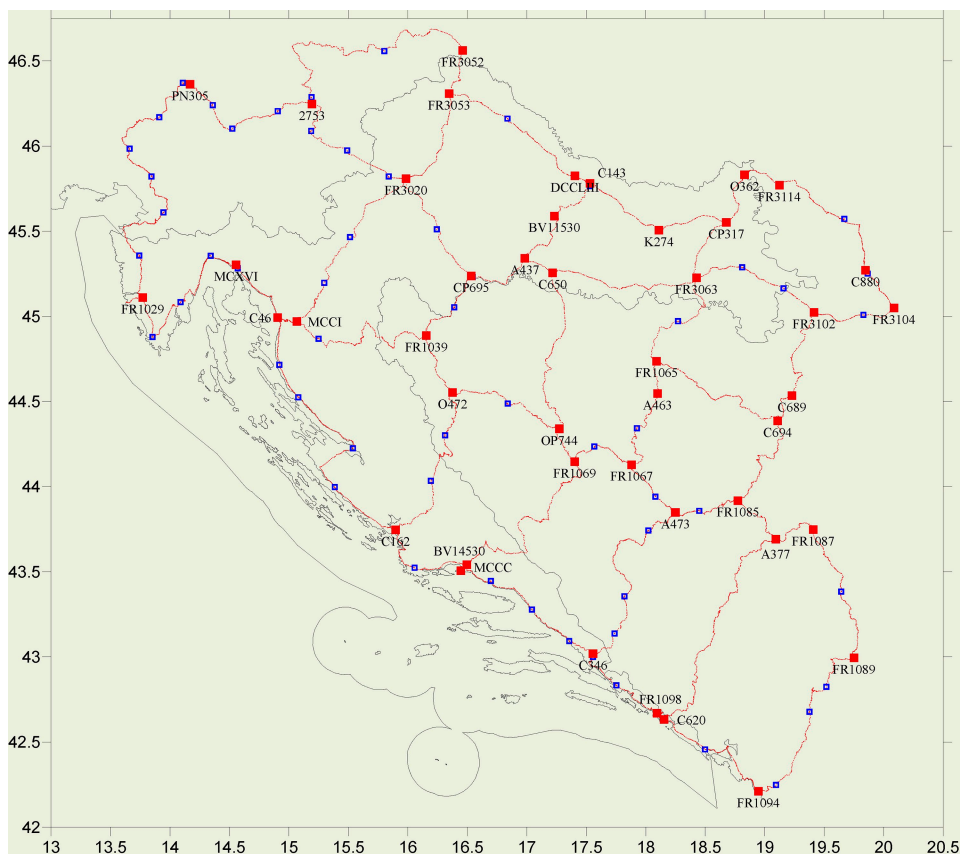 46.5
46
45.5
45
44.5
44
43.5
43
42.5
42
13
13.5
14
14.5
15
15.5
16
16.5
17
17.5
18
18.5
19
19.5
20
20.5
FR3052
PN305
FR3053
2753
C143
O362
DCCLIII
FR3114
FR3020
BV11530
CP317
K274
A437
C650
MCXVI
CP695
FR3063
C880
FR1029
C46
MCCI
FR3102
FR3104
FR1039
FR1065
O472
A463
C689
C694
OP744
FR1069
FR1067
FR1085
A473
C162
FR1087
A377
BV14530
MCCC
C346
FR1089
FR1098
C620
FR1094